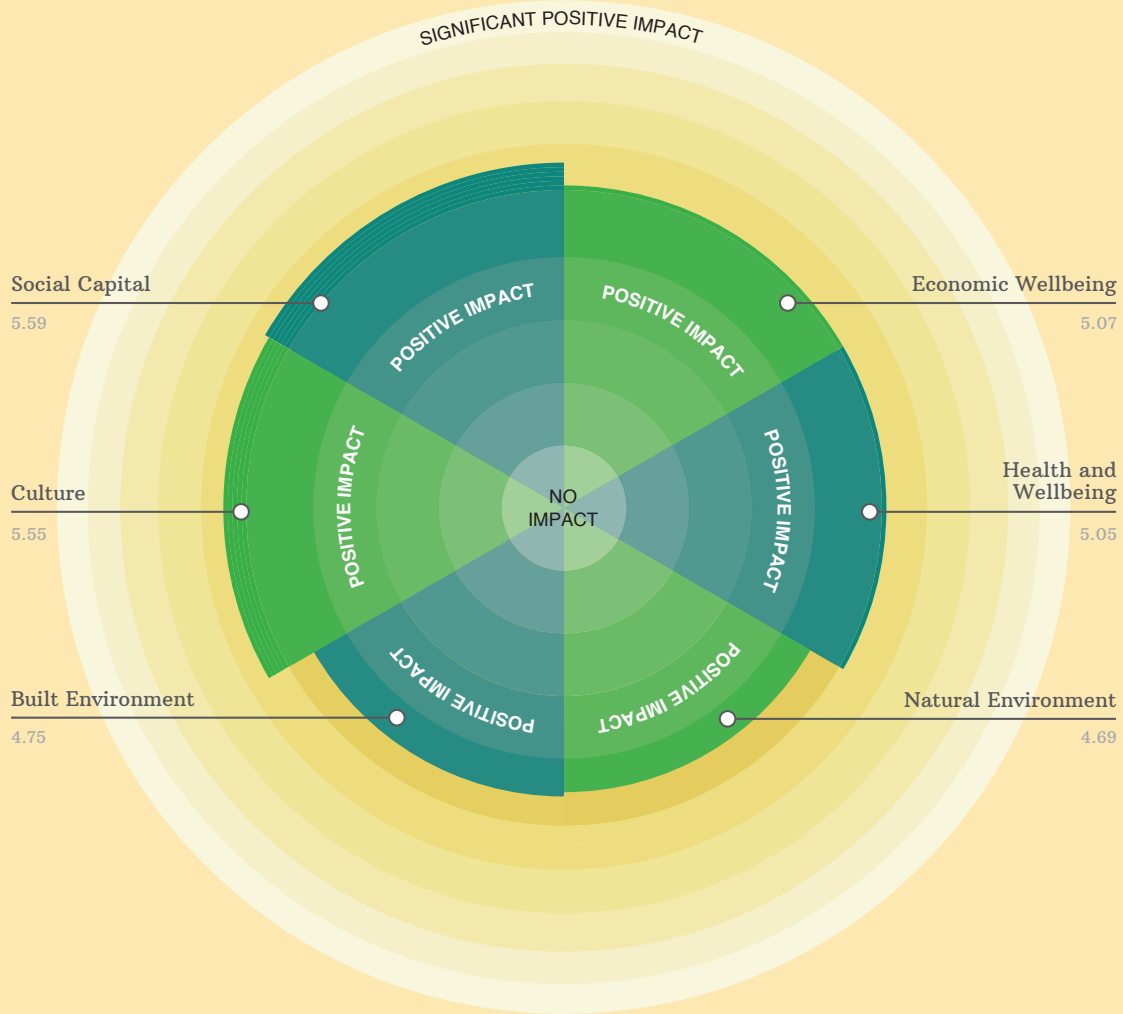 SIGNIFICANT POSITIVE IMPACT
Social Capital
5.59
Economic Wellbeing
5.07
POSITIVE IMPACT
POSITIVE IMPACT
Culture
5.55
POSITIVE IMPACT
NO
IMPACT
POSITIVE IMPACT
Health and
Wellbeing
5.05
Built Environment
4.75
POSITIVE IMPACT
POSITIVE IMPACT
Natural Environment
4.69